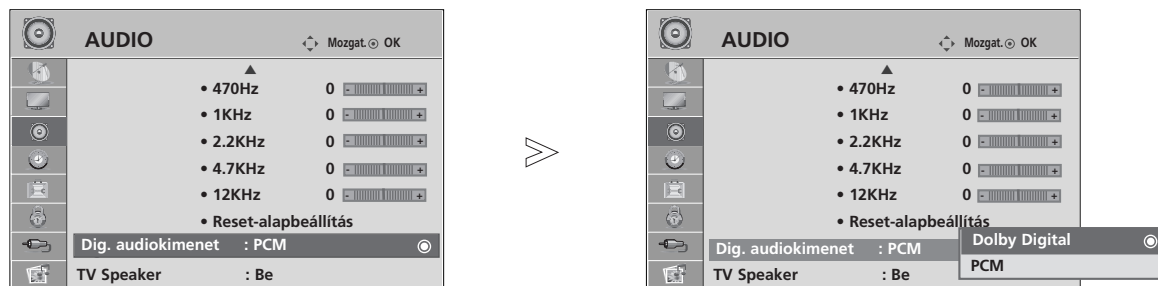 AUDIO Mozgat. OK
• 470Hz 0 - +
• 1KHz 0 - +
• 2.2KHz 0 - +
• 4.7KHz 0 - +
• 12KHz 0 - +
• Reset-alapbeállítás
Dig. audiokimenet : PCM
TV Speaker : Be
AUDIO Mozgat. OK
• 470Hz 0 - +
• 1KHz 0 - +
• 2.2KHz 0 - +
• 4.7KHz 0 - +
• 12KHz 0 - +
• Reset-alapbeállítás
Dig. audiokimenet : PCM
TV Speaker : Be
Dolby Digital
PCM